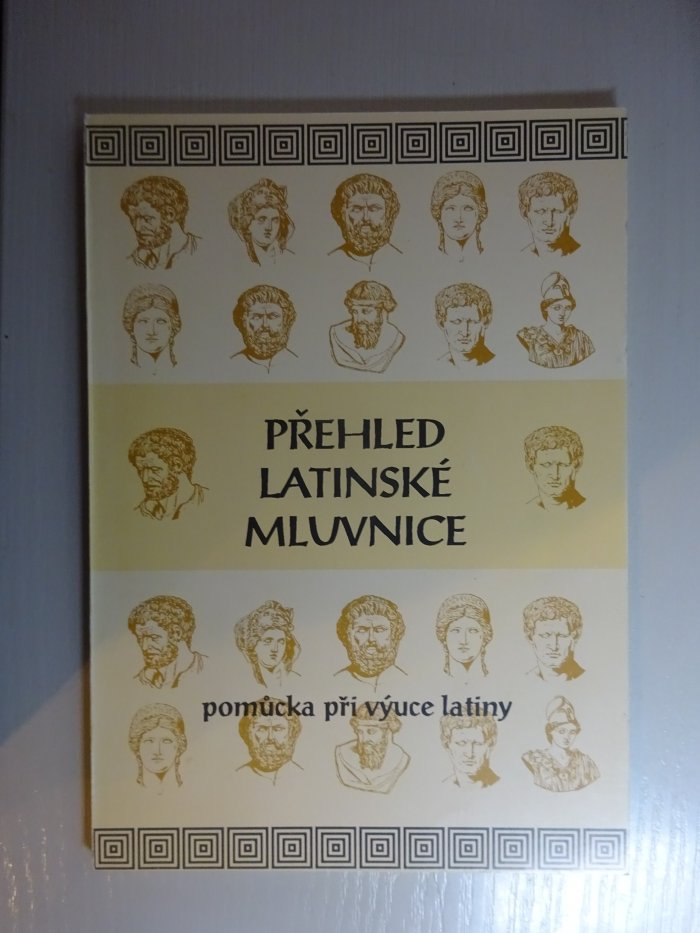 PŘEHLED
LATINSKÉ
MLUVNICE
pomůcka při výuce latiny